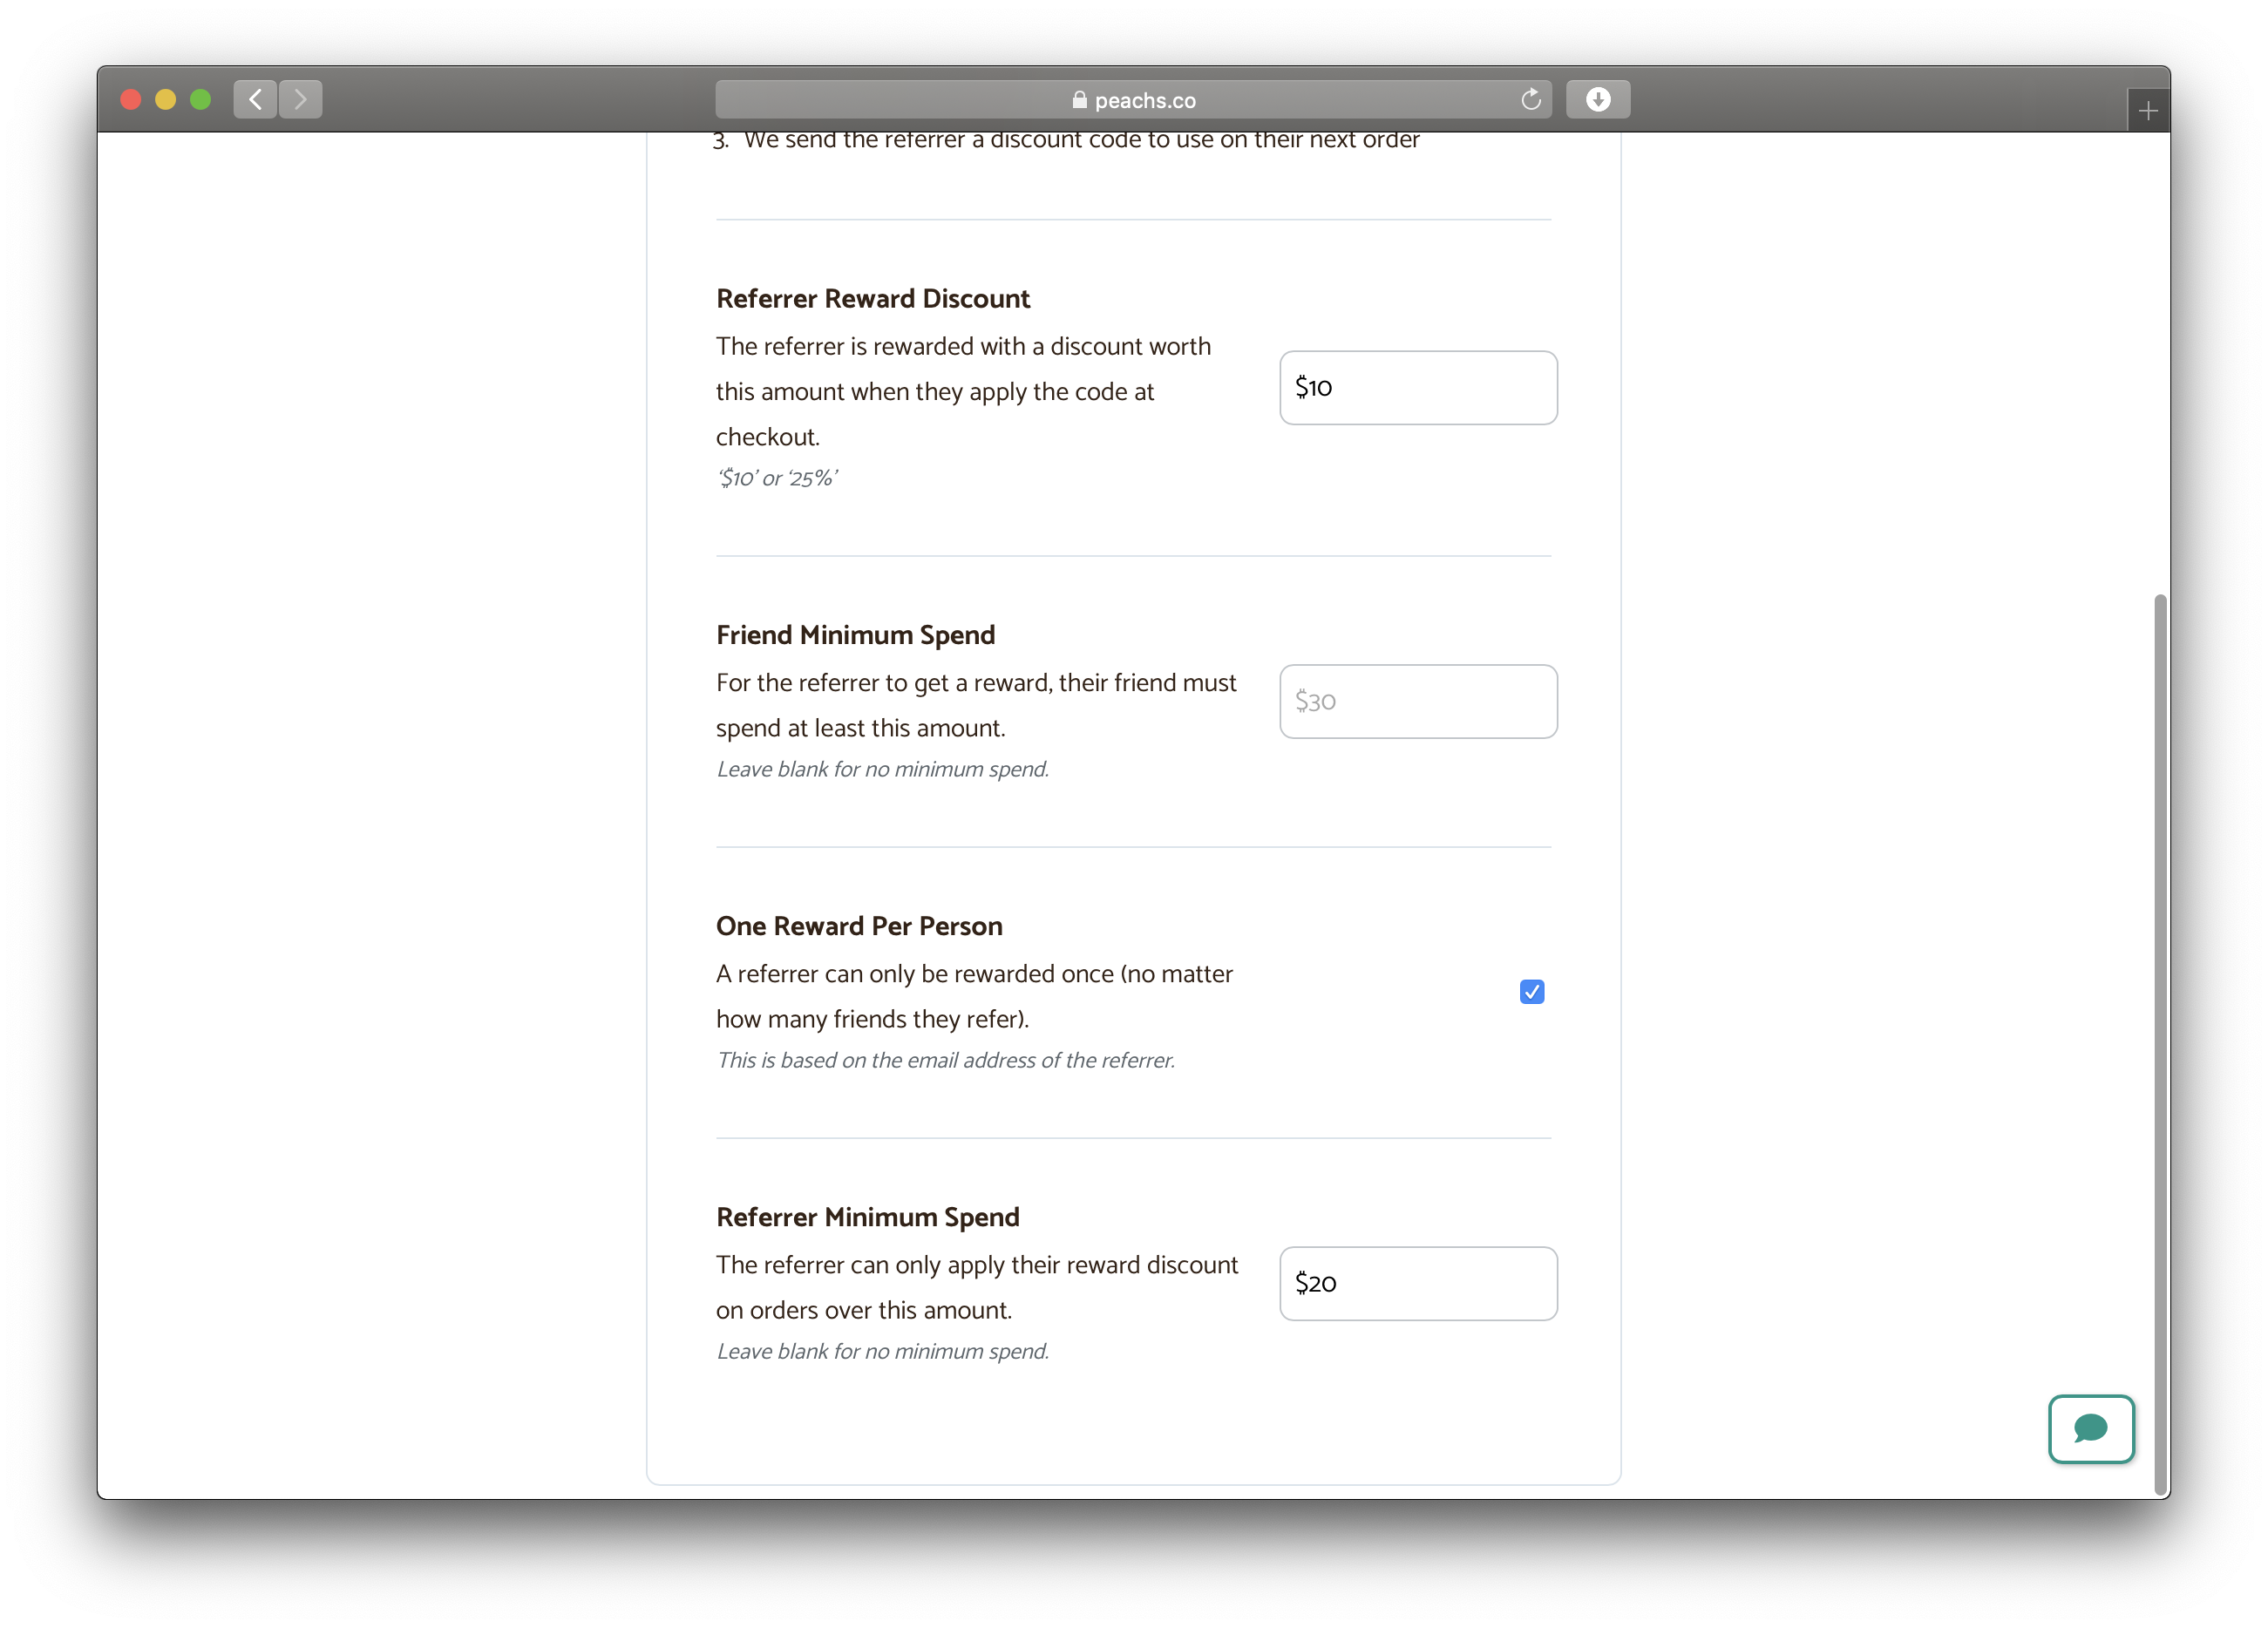 peachs.co
3. We send the referrer a discount code to use on their next order
Referrer Reward Discount
The referrer is rewarded with a discount worth
this amount when they apply the code at
checkout.
‘$10’ or ‘25%’
$10
Friend Minimum Spend
For the referrer to get a reward, their friend must
spend at least this amount.
Leave blank for no minimum spend.
$30
One Reward Per Person
A referrer can only be rewarded once (no matter
how many friends they refer).
This is based on the email address of the referrer.
Referrer Minimum Spend
The referrer can only apply their reward discount
on orders over this amount.
Leave blank for no minimum spend.
$20